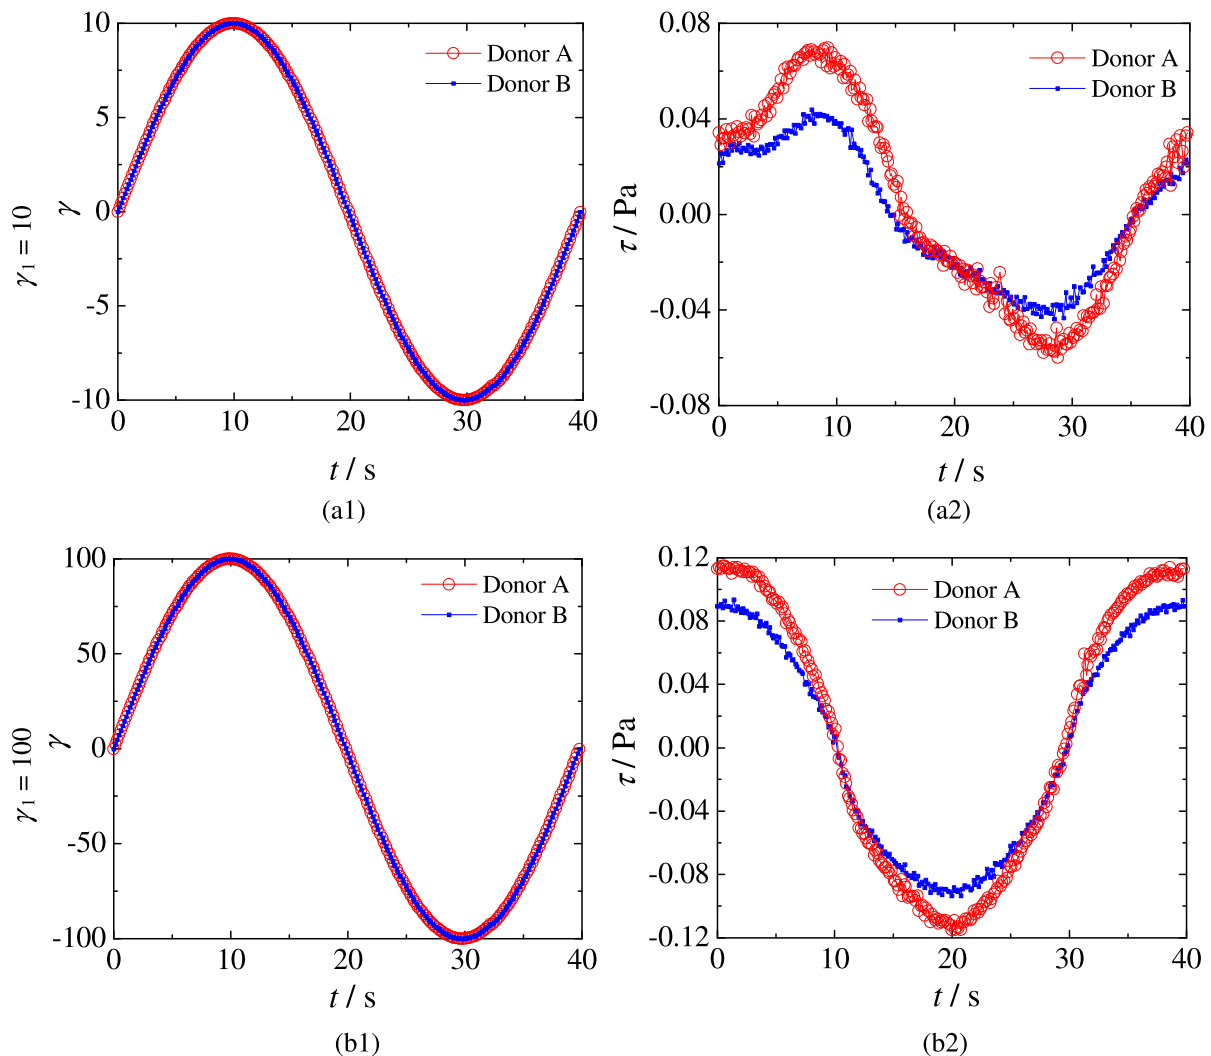 γ₁ = 10
γ
10
5
0
-5
-10
0 10 20 30 40
t / s
Donor A
Donor B
(a1)
τ / Pa
0.08
0.04
0.00
-0.04
-0.08
0 10 20 30 40
t / s
Donor A
Donor B
(a2)
γ₁ = 100
γ
100
50
0
-50
-100
0 10 20 30 40
t / s
Donor A
Donor B
(b1)
τ / Pa
0.12
0.08
0.04
0.00
-0.04
-0.08
-0.12
0 10 20 30 40
t / s
Donor A
Donor B
(b2)